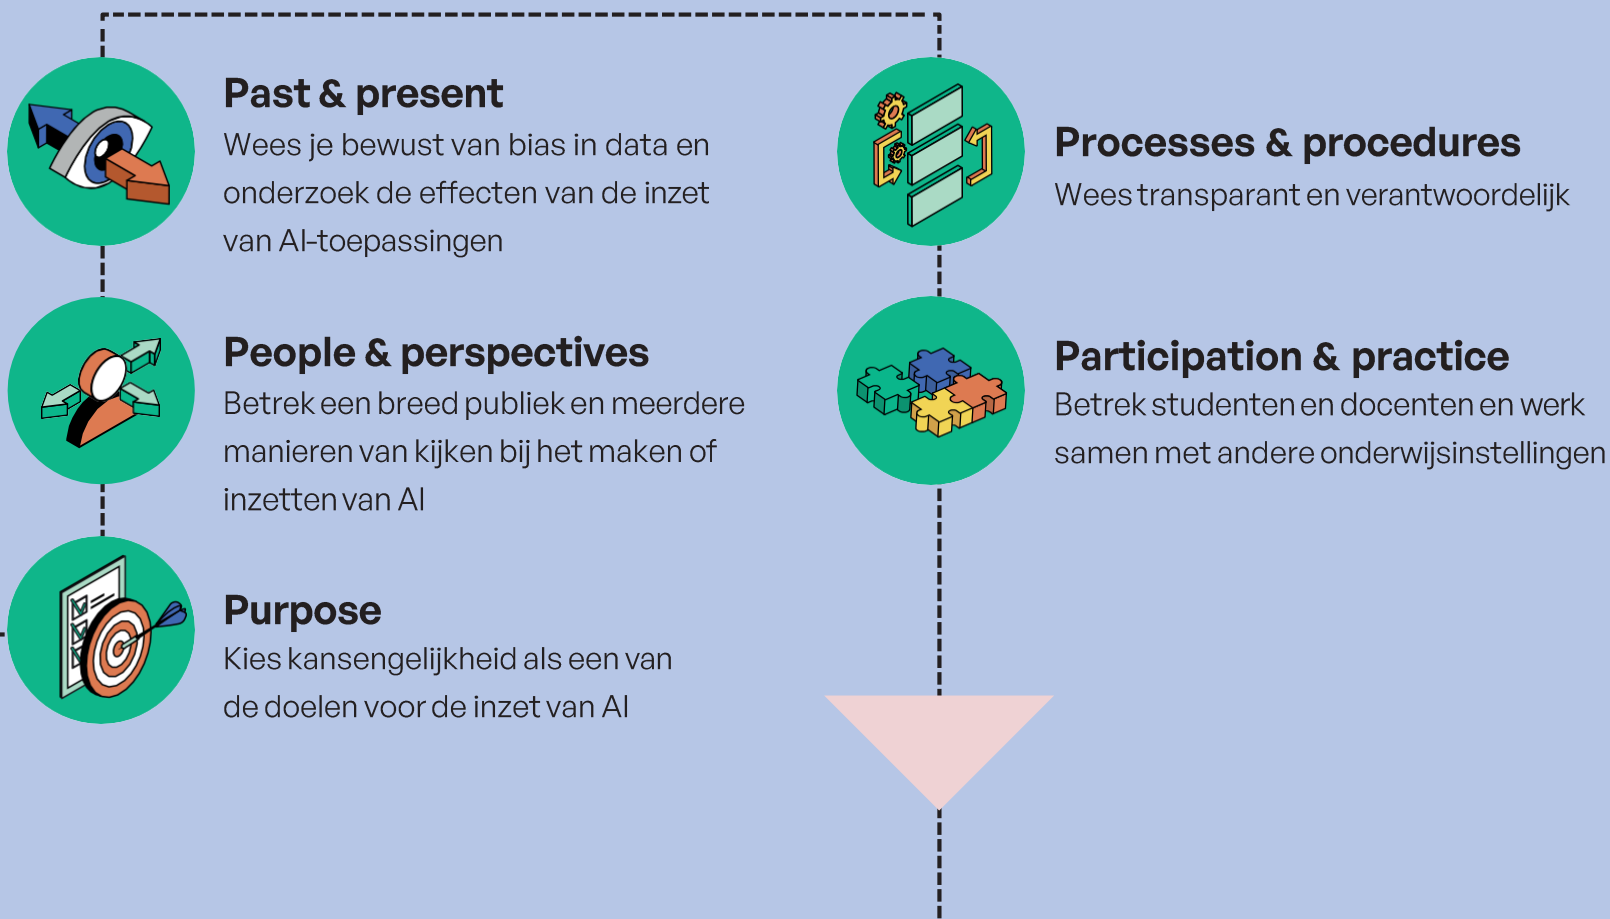 Past & present
Wees je bewust van bias in data en
onderzoek de effecten van de inzet
van AI-toepassingen
People & perspectives
Betrek een breed publiek en meerdere
manieren van kijken bij het maken of
inzetten van AI
Purpose
Kies kansengelijkheid als een van
de doelen voor de inzet van AI
Processes & procedures
Wees transparant en verantwoordelijk
Participation & practice
Betrek studenten en docenten en werk
samen met andere onderwijsinstellingen